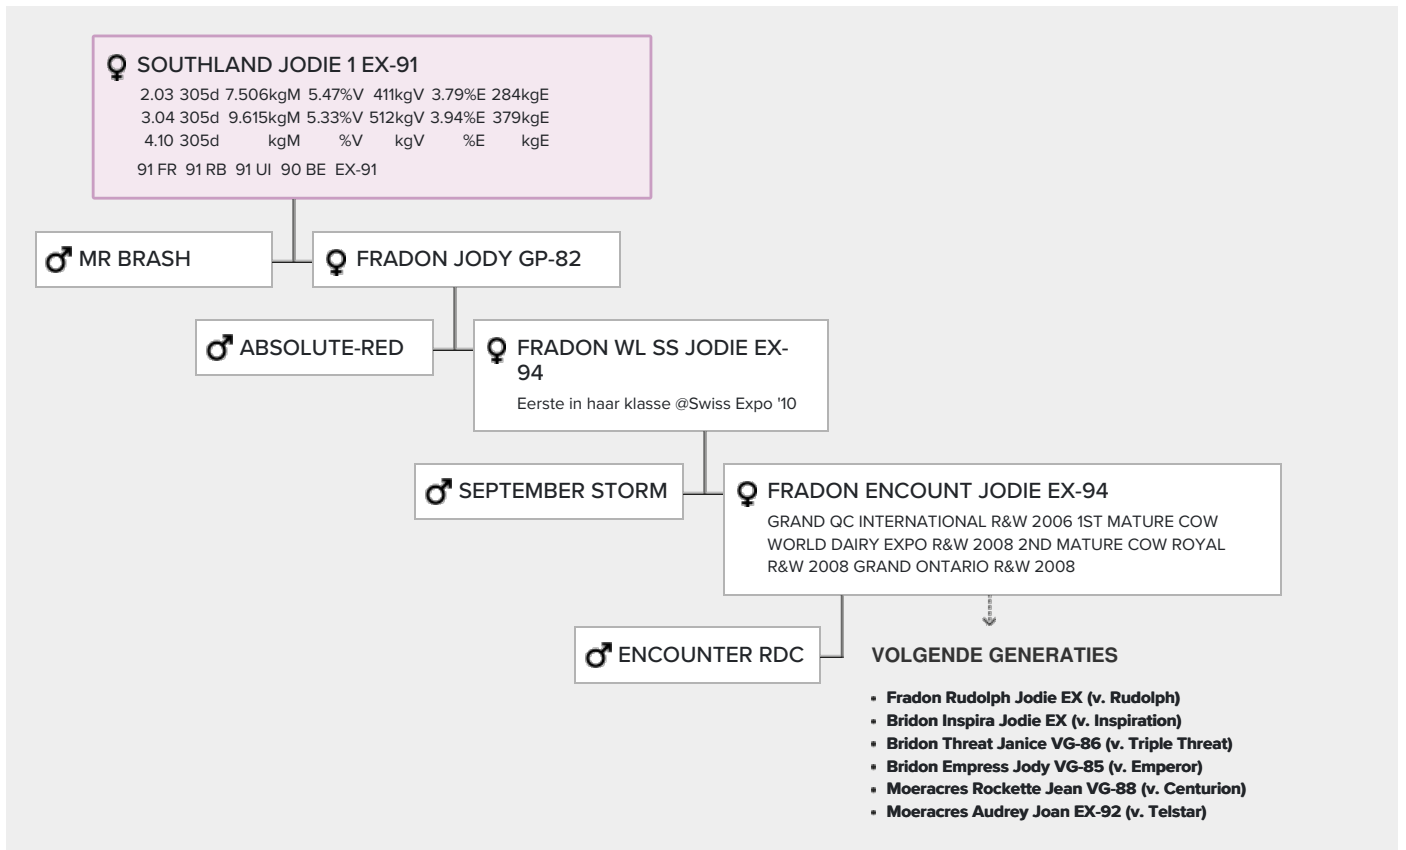 SOUTHLAND JODIE 1 EX-91
2.03 305d 7.506kgM 5.47%V 411kgV 3.79%E 284kgE
3.04 305d 9.615kgM 5.33%V 512kgV 3.94%E 379kgE
4.10 305d kgM %V kgV %E kgE
91 FR 91 RB 91 UI 90 BE EX-91
MR BRASH
FRADON JODY GP-82
ABSOLUTE-RED
FRADON WL SS JODIE EX-
94
Eerste in haar klasse @Swiss Expo '10
SEPTEMBER STORM
FRADON ENCOUNT JODIE EX-94
GRAND QC INTERNATIONAL R&W 2006 1ST MATURE COW
WORLD DAIRY EXPO R&W 2008 2ND MATURE COW ROYAL
R&W 2008 GRAND ONTARIO R&W 2008
ENCOUNTER RDC
VOLGENDE GENERATIES
• Fradon Rudolph Jodie EX (v. Rudolph)
• Bridon Inspira Jodie EX (v. Inspiration)
• Bridon Threat Janice VG-86 (v. Triple Threat)
• Bridon Empress Jody VG-85 (v. Emperor)
• Moeracres Rockette Jean VG-88 (v. Centurion)
• Moeracres Audrey Joan EX-92 (v. Telstar)